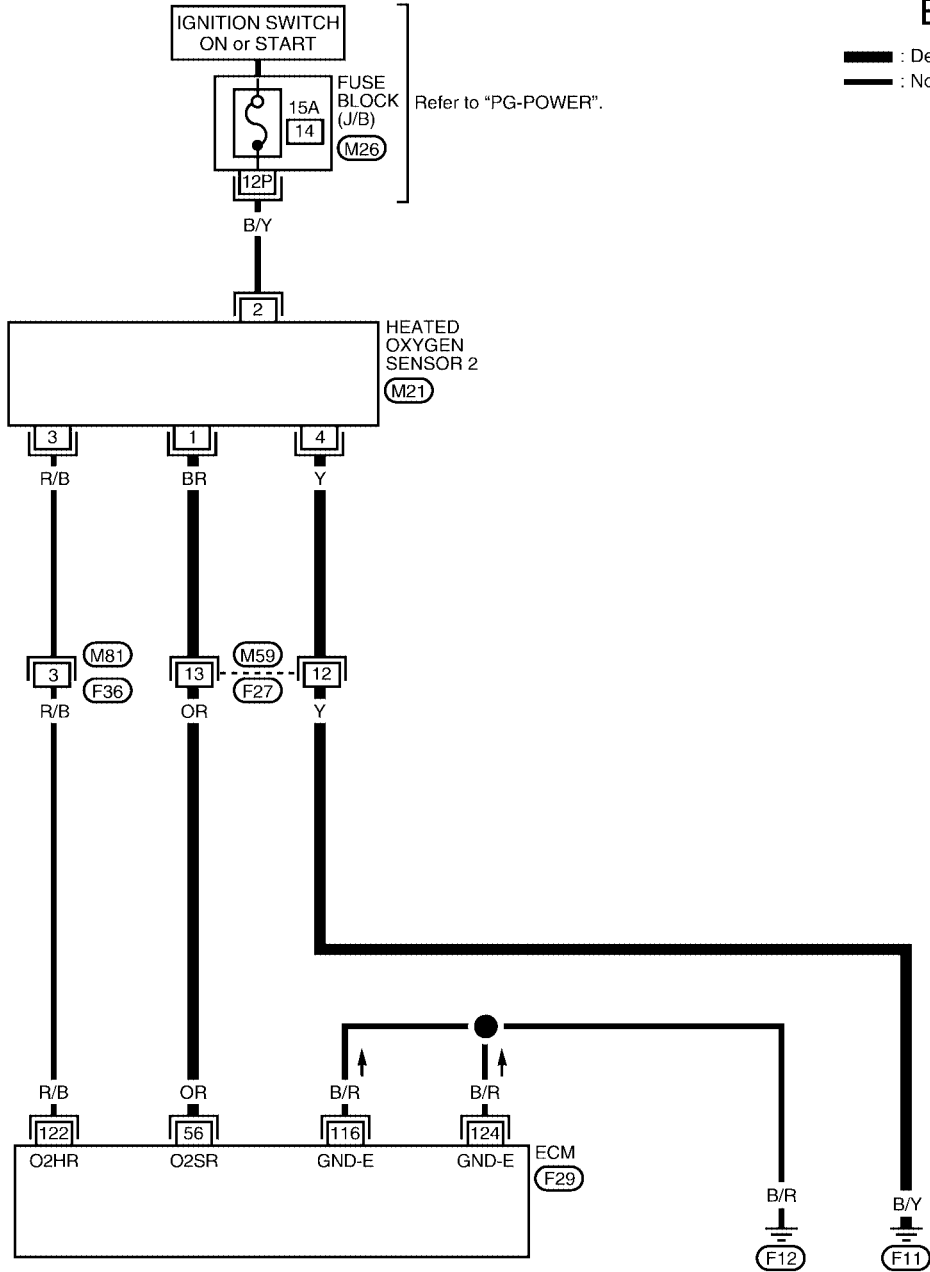 E
IGNITION SWITCH
ON or START
: De
: No
FUSE
BLOCK
(J/B)
15A
14
M26
Refer to “PG-POWER”.
12P
B/Y
2
HEATED
OXYGEN
SENSOR 2
M21
3 1 4
R/B BR Y
M81 M59
3 13 12
F36 F27
R/B OR Y
R/B OR B/R B/R
122 56 116 124
O2HR O2SR GND-E GND-E
ECM
F29
B/R B/Y
F12 F11